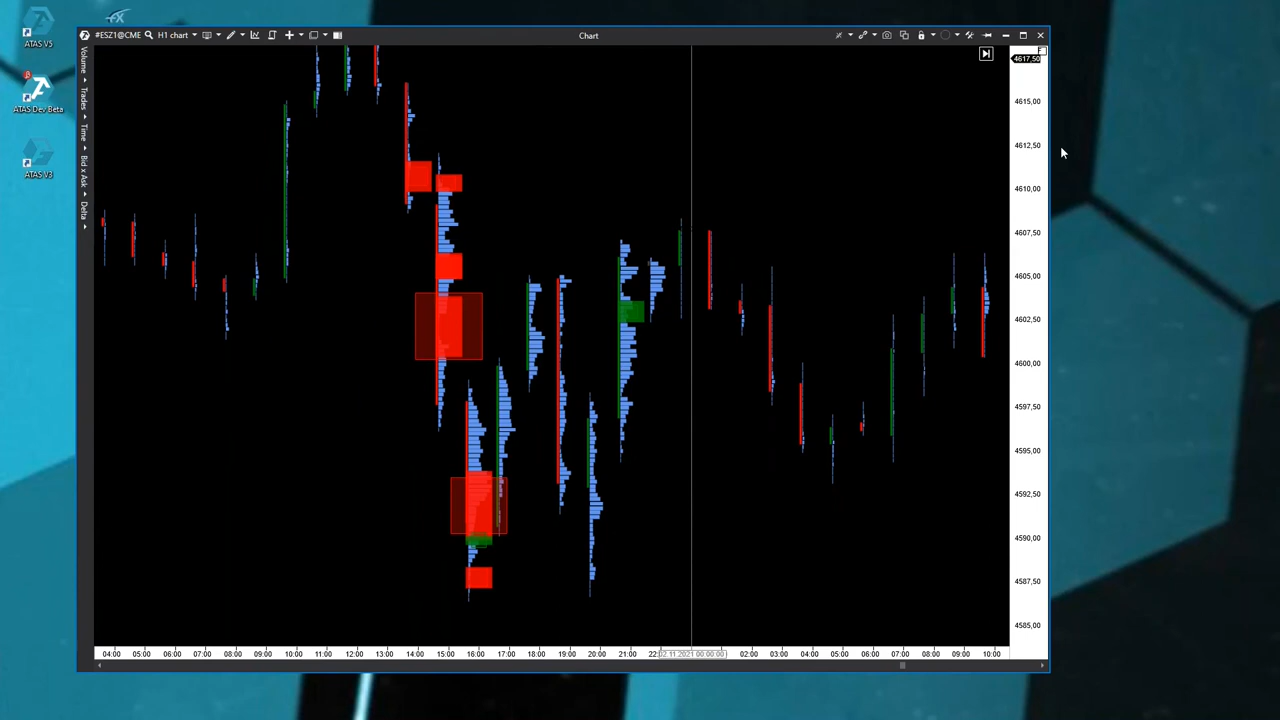 ATAS V5
ATAS Dev Beta
ATAS V3
#ESZ1@CME
H1 chart
Chart
Volume
Trades
Time
Bid x Ask
Delta
4617,50
4615,00
4612,50
4610,00
4607,50
4605,00
4602,50
4600,00
4597,50
4595,00
4592,50
4590,00
4587,50
4585,00
04:00 05:00 06:00 07:00 08:00 09:00 10:00 11:00 12:00 13:00 14:00 15:00 16:00 17:00 18:00 19:00 20:00 21:00 22: 02.11.2021 00:00:00 02:00 03:00 04:00 05:00 06:00 07:00 08:00 09:00 10:00